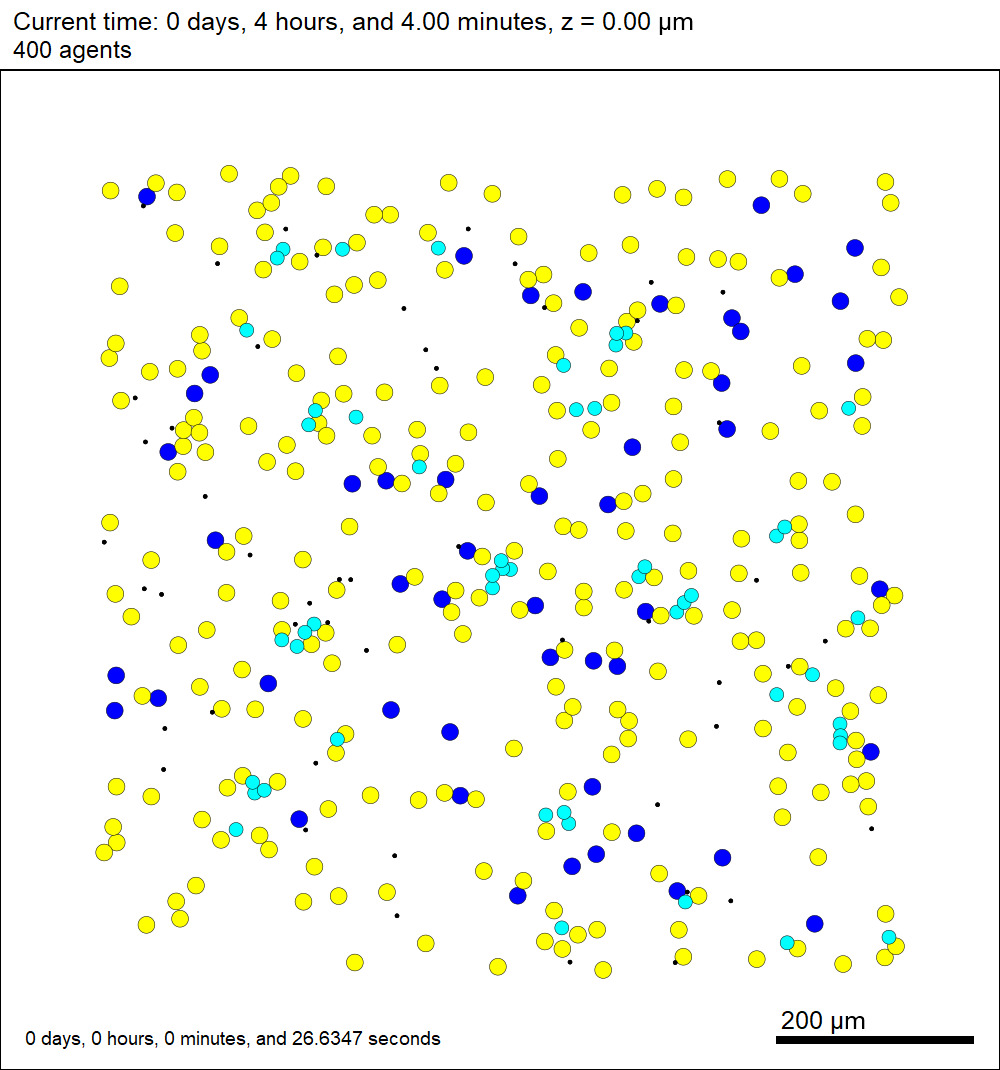 Current time: 0 days, 4 hours, and 4.00 minutes, z = 0.00 µm
400 agents
200 µm
0 days, 0 hours, 0 minutes, and 26.6347 seconds